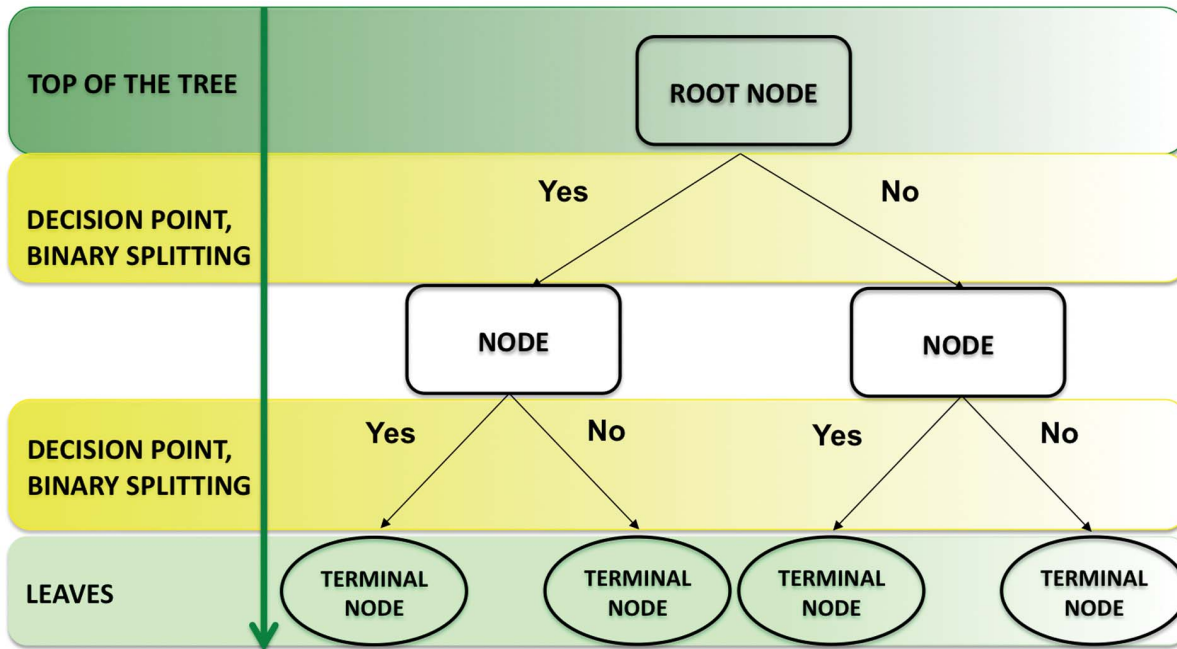 TOP OF THE TREE
ROOT NODE
Yes
No
DECISION POINT,
BINARY SPLITTING
NODE
NODE
Yes
No
Yes
No
DECISION POINT,
BINARY SPLITTING
LEAVES
TERMINAL
NODE
TERMINAL
NODE
TERMINAL
NODE
TERMINAL
NODE